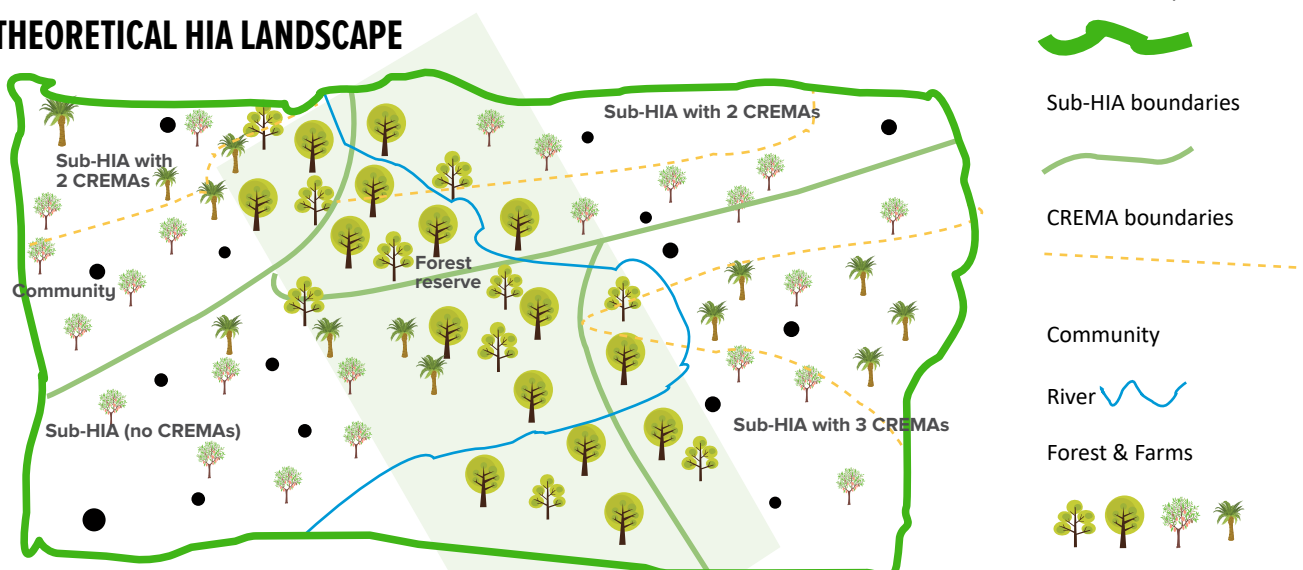 THEORETICAL HIA LANDSCAPE
Sub-HIA with 2 CREMAs
Sub-HIA with
2 CREMAs
Community
Forest
reserve
Sub-HIA (no CREMAs)
Sub-HIA with 3 CREMAs
Sub-HIA boundaries
CREMA boundaries
Community
River
Forest & Farms